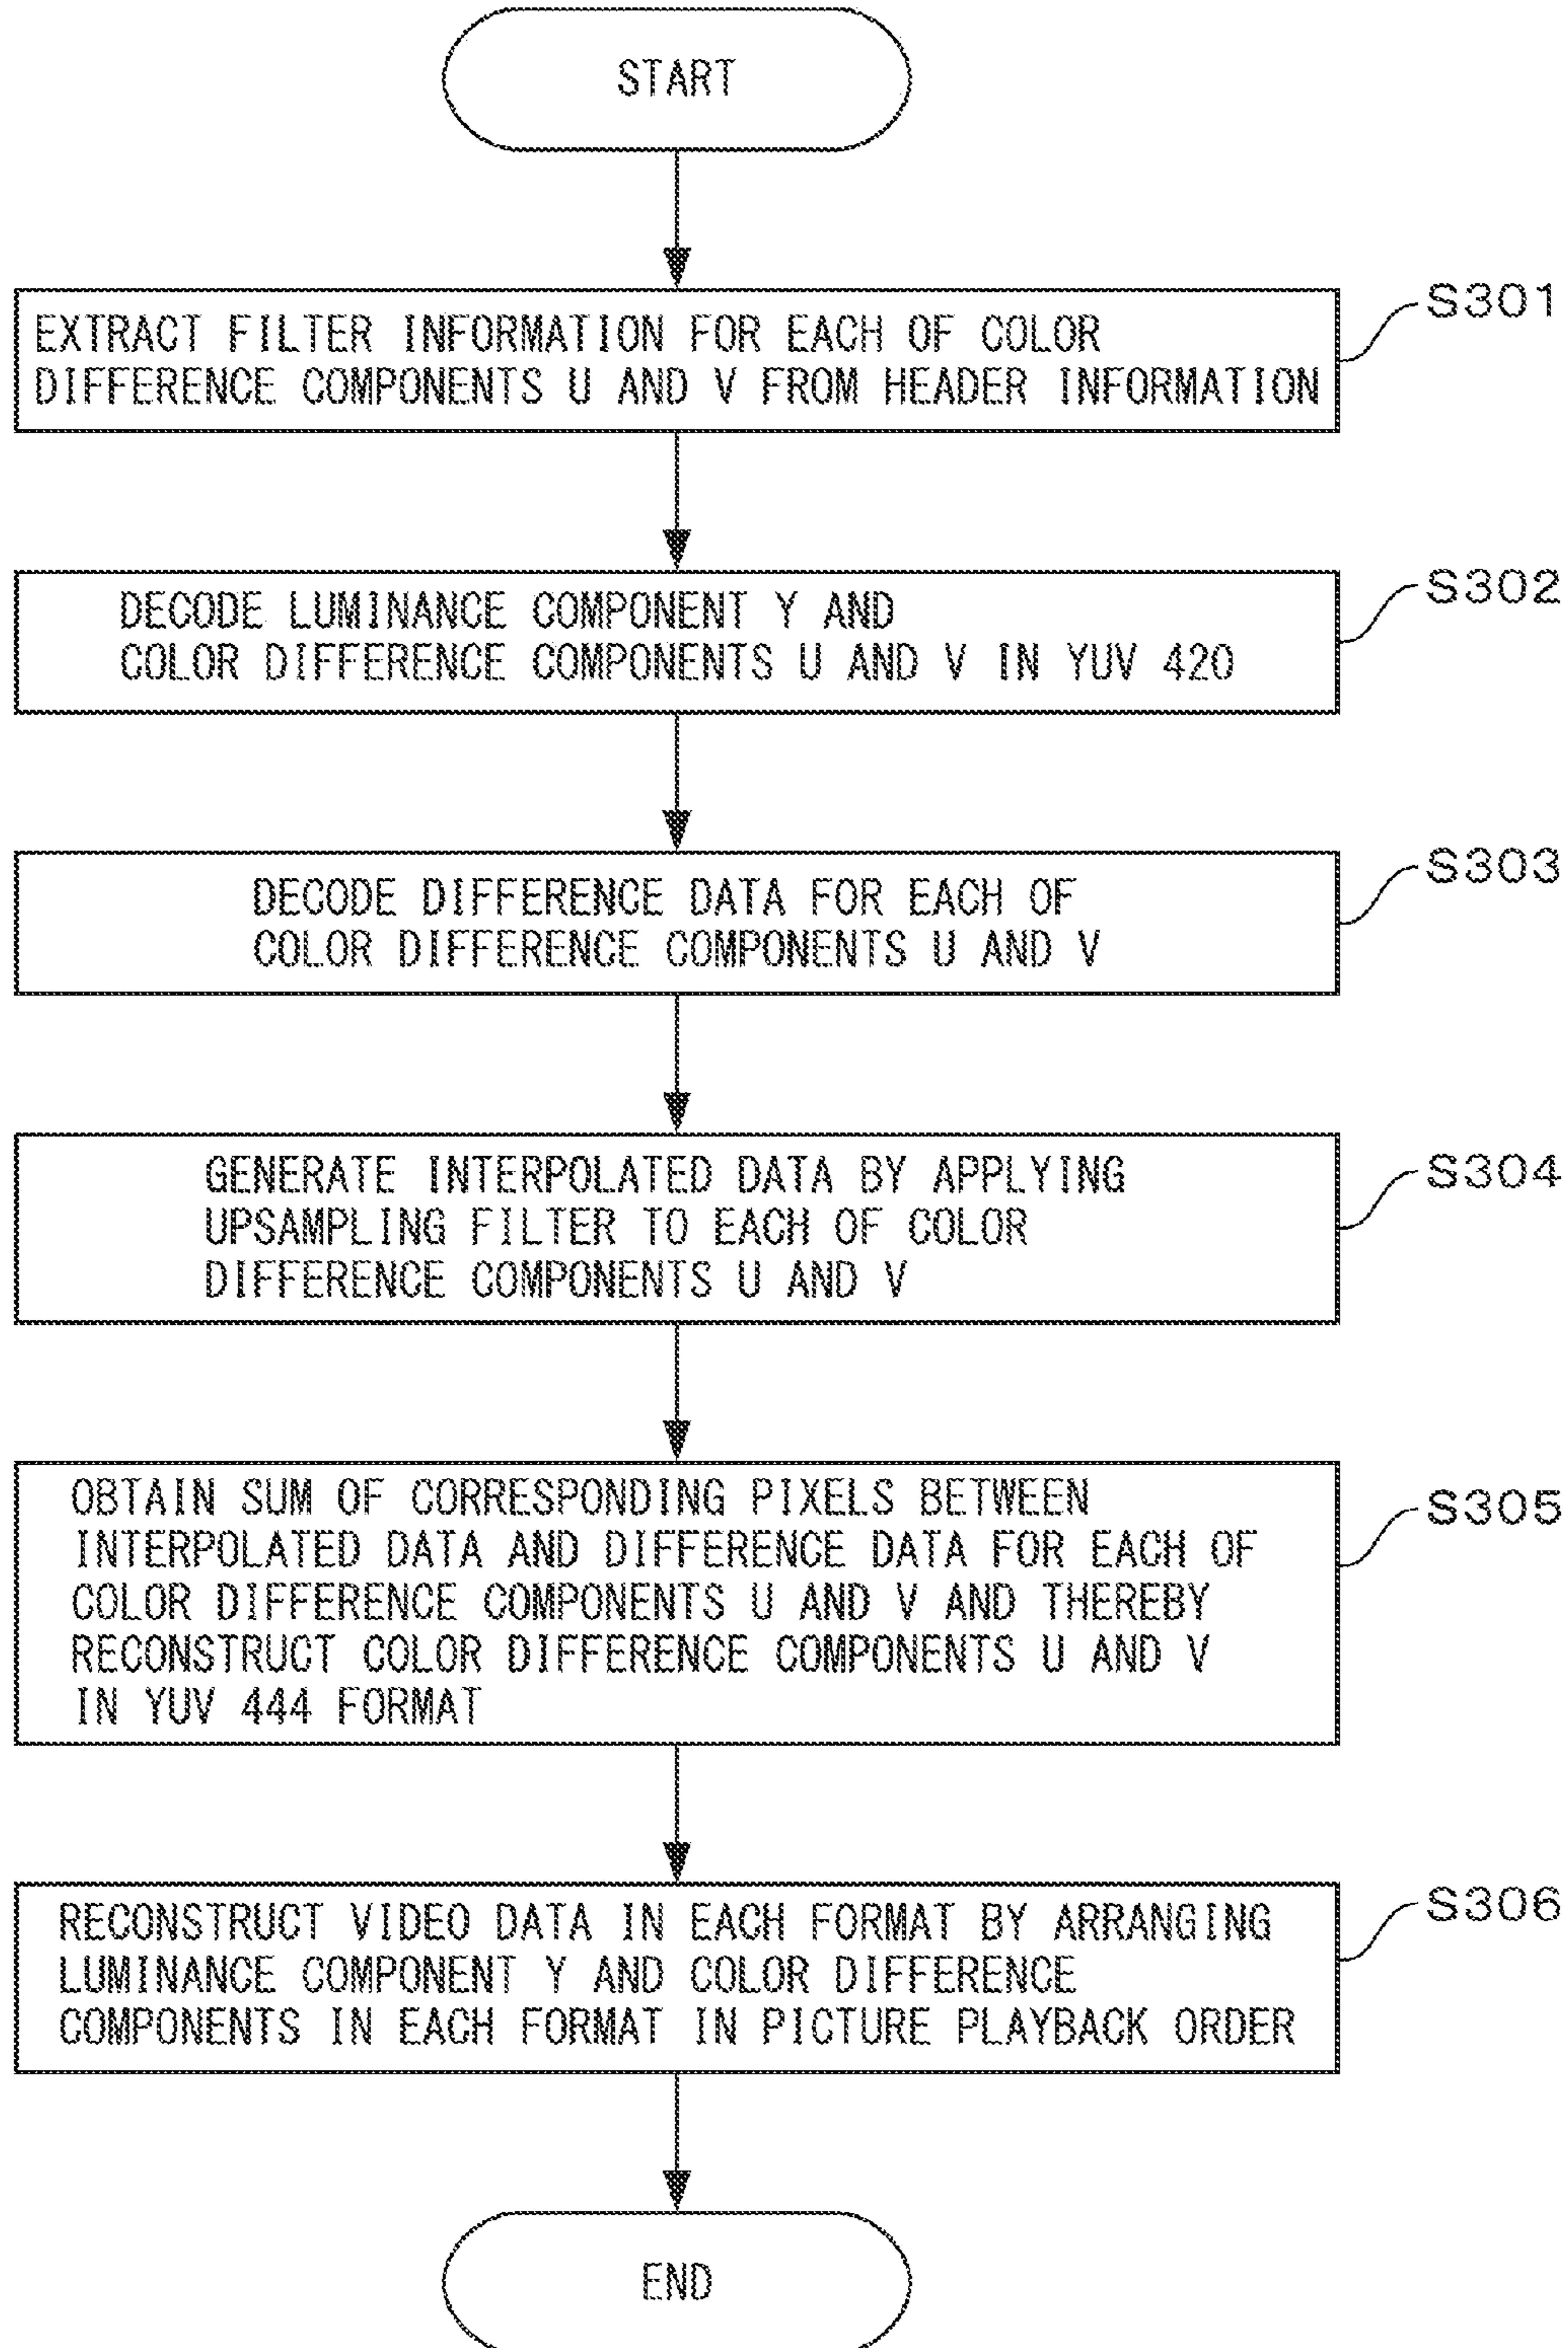 START
S301
EXTRACT FILTER INFORMATION FOR EACH OF COLOR
DIFFERENCE COMPONENTS U AND V FROM HEADER INFORMATION
S302
DECODE LUMINANCE COMPONENT Y AND
COLOR DIFFERENCE COMPONENTS U AND V IN YUV 420
S303
DECODE DIFFERENCE DATA FOR EACH OF
COLOR DIFFERENCE COMPONENTS U AND V
S304
GENERATE INTERPOLATED DATA BY APPLYING
UPSAMPLING FILTER TO EACH OF COLOR
DIFFERENCE COMPONENTS U AND V
S305
OBTAIN SUM OF CORRESPONDING PIXELS BETWEEN
INTERPOLATED DATA AND DIFFERENCE DATA FOR EACH OF
COLOR DIFFERENCE COMPONENTS U AND V AND THEREBY
RECONSTRUCT COLOR DIFFERENCE COMPONENTS U AND V
IN YUV 444 FORMAT
S306
RECONSTRUCT VIDEO DATA IN EACH FORMAT BY ARRANGING
LUMINANCE COMPONENT Y AND COLOR DIFFERENCE
COMPONENTS IN EACH FORMAT IN PICTURE PLAYBACK ORDER
END